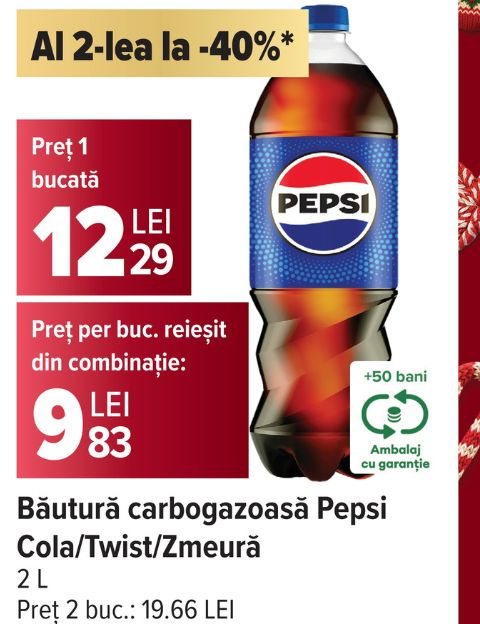 Al 2-lea la -40%*
Preț 1
bucată
12 29 LEI
Preț per buc. reieșit
din combinație:
9 83 LEI
PEPSI
+50 bani
Ambalaj
cu garanție
Băutură carbogazoasă Pepsi
Cola/Twist/Zmeură
2 L
Preț 2 buc.: 19.66 LEI